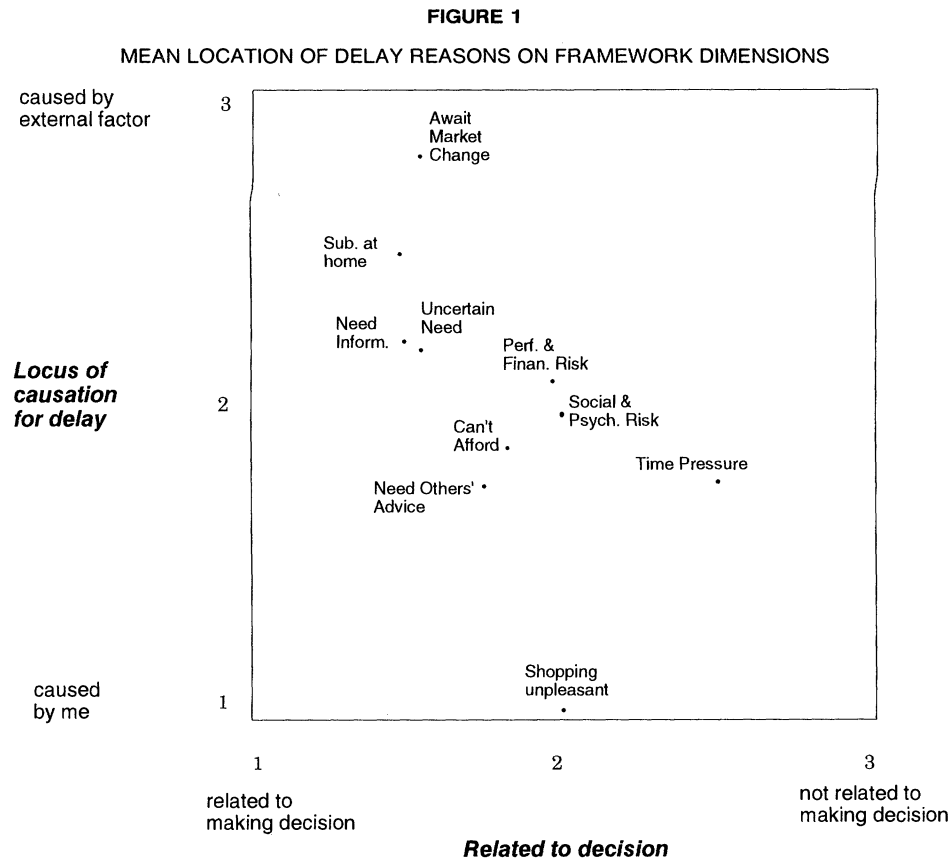 FIGURE 1
MEAN LOCATION OF DELAY REASONS ON FRAMEWORK DIMENSIONS
caused by
external factor
3
Await
Market
Change
Sub. at
home
Uncertain
Need
Need
Inform.
Perf. &
Finan. Risk
Locus of
causation
for delay
2
Social &
Psych. Risk
Can't
Afford
Time Pressure
Need Others'
Advice
Shopping
unpleasant
caused
by me
1
1
2
3
related to
making decision
not related to
making decision
Related to decision